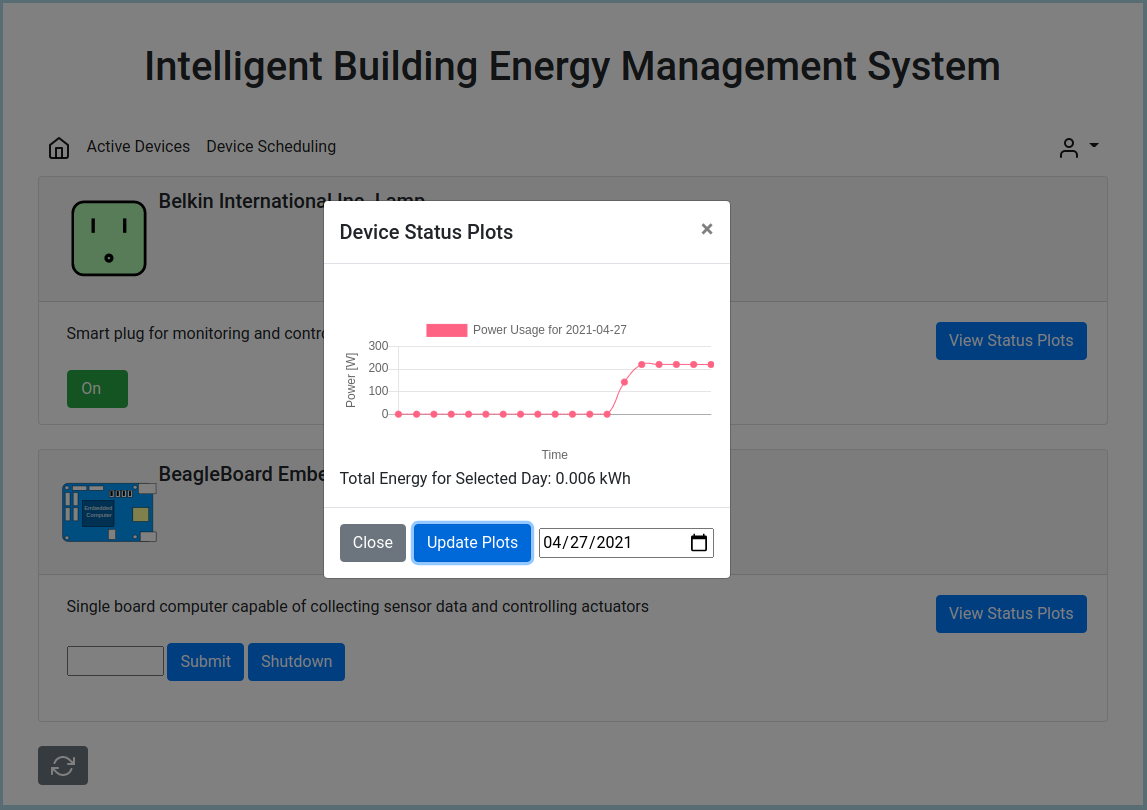 Intelligent Building Energy Management System
Active Devices Device Scheduling
Belkin International Inc. Lamp
Device Status Plots ×
Smart plug for monitoring and contro
View Status Plots
On
Power Usage for 2021-04-27
Power [W]
300
200
100
0
Time
Total Energy for Selected Day: 0.006 kWh
BeagleBoard Embe
Embedded
Computer
Close Update Plots 04/27/2021
Single board computer capable of collecting sensor data and controlling actuators
View Status Plots
Submit Shutdown